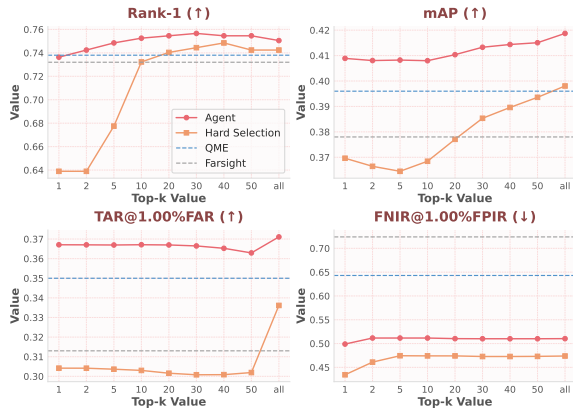 Rank-1 (↑)
Value
0.76
0.74
0.72
0.70
0.68
0.66
0.64
Agent
Hard Selection
QME
Farsight
1 2 5 10 20 30 40 50 all
Top-k Value
mAP (↑)
Value
0.42
0.41
0.40
0.39
0.38
0.37
1 2 5 10 20 30 40 50 all
Top-k Value
TAR@1.00%FAR (↑)
Value
0.37
0.36
0.35
0.34
0.33
0.32
0.31
0.30
1 2 5 10 20 30 40 50 all
Top-k Value
FNIR@1.00%FPIR (↓)
Value
0.70
0.65
0.60
0.55
0.50
0.45
1 2 5 10 20 30 40 50 all
Top-k Value